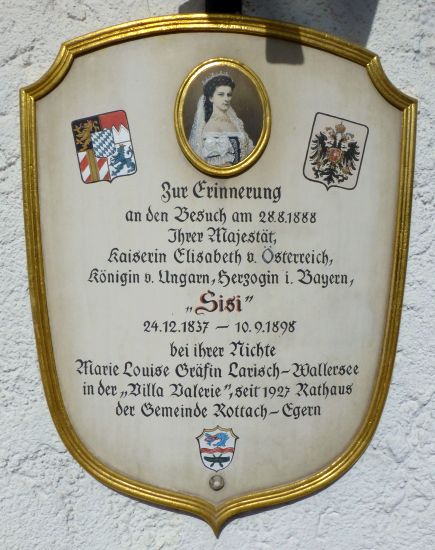 Zur Erinnerung
an den Besuch am 28.8.1888
Ihrer Majestät,
Kaiserin Elisabeth v. Österreich,
Königin v. Ungarn, Herzogin i. Bayern,
„Sisi"
24.12.1837 – 10.9.1898
bei ihrer Nichte
Marie Louise Gräfin Larisch-Wallersee
in der „Villa Valerie", seit 1927 Rathaus
der Gemeinde Rottach-Egern